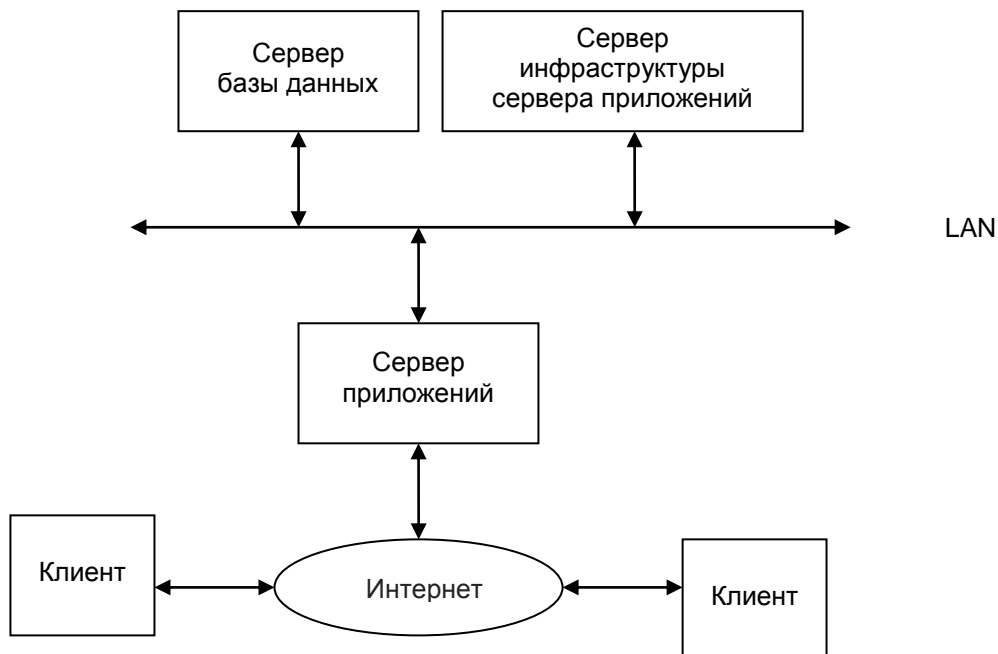 Сервер
базы данных
Сервер
инфраструктуры
сервера приложений
LAN
Сервер
приложений
Клиент
Интернет
Клиент